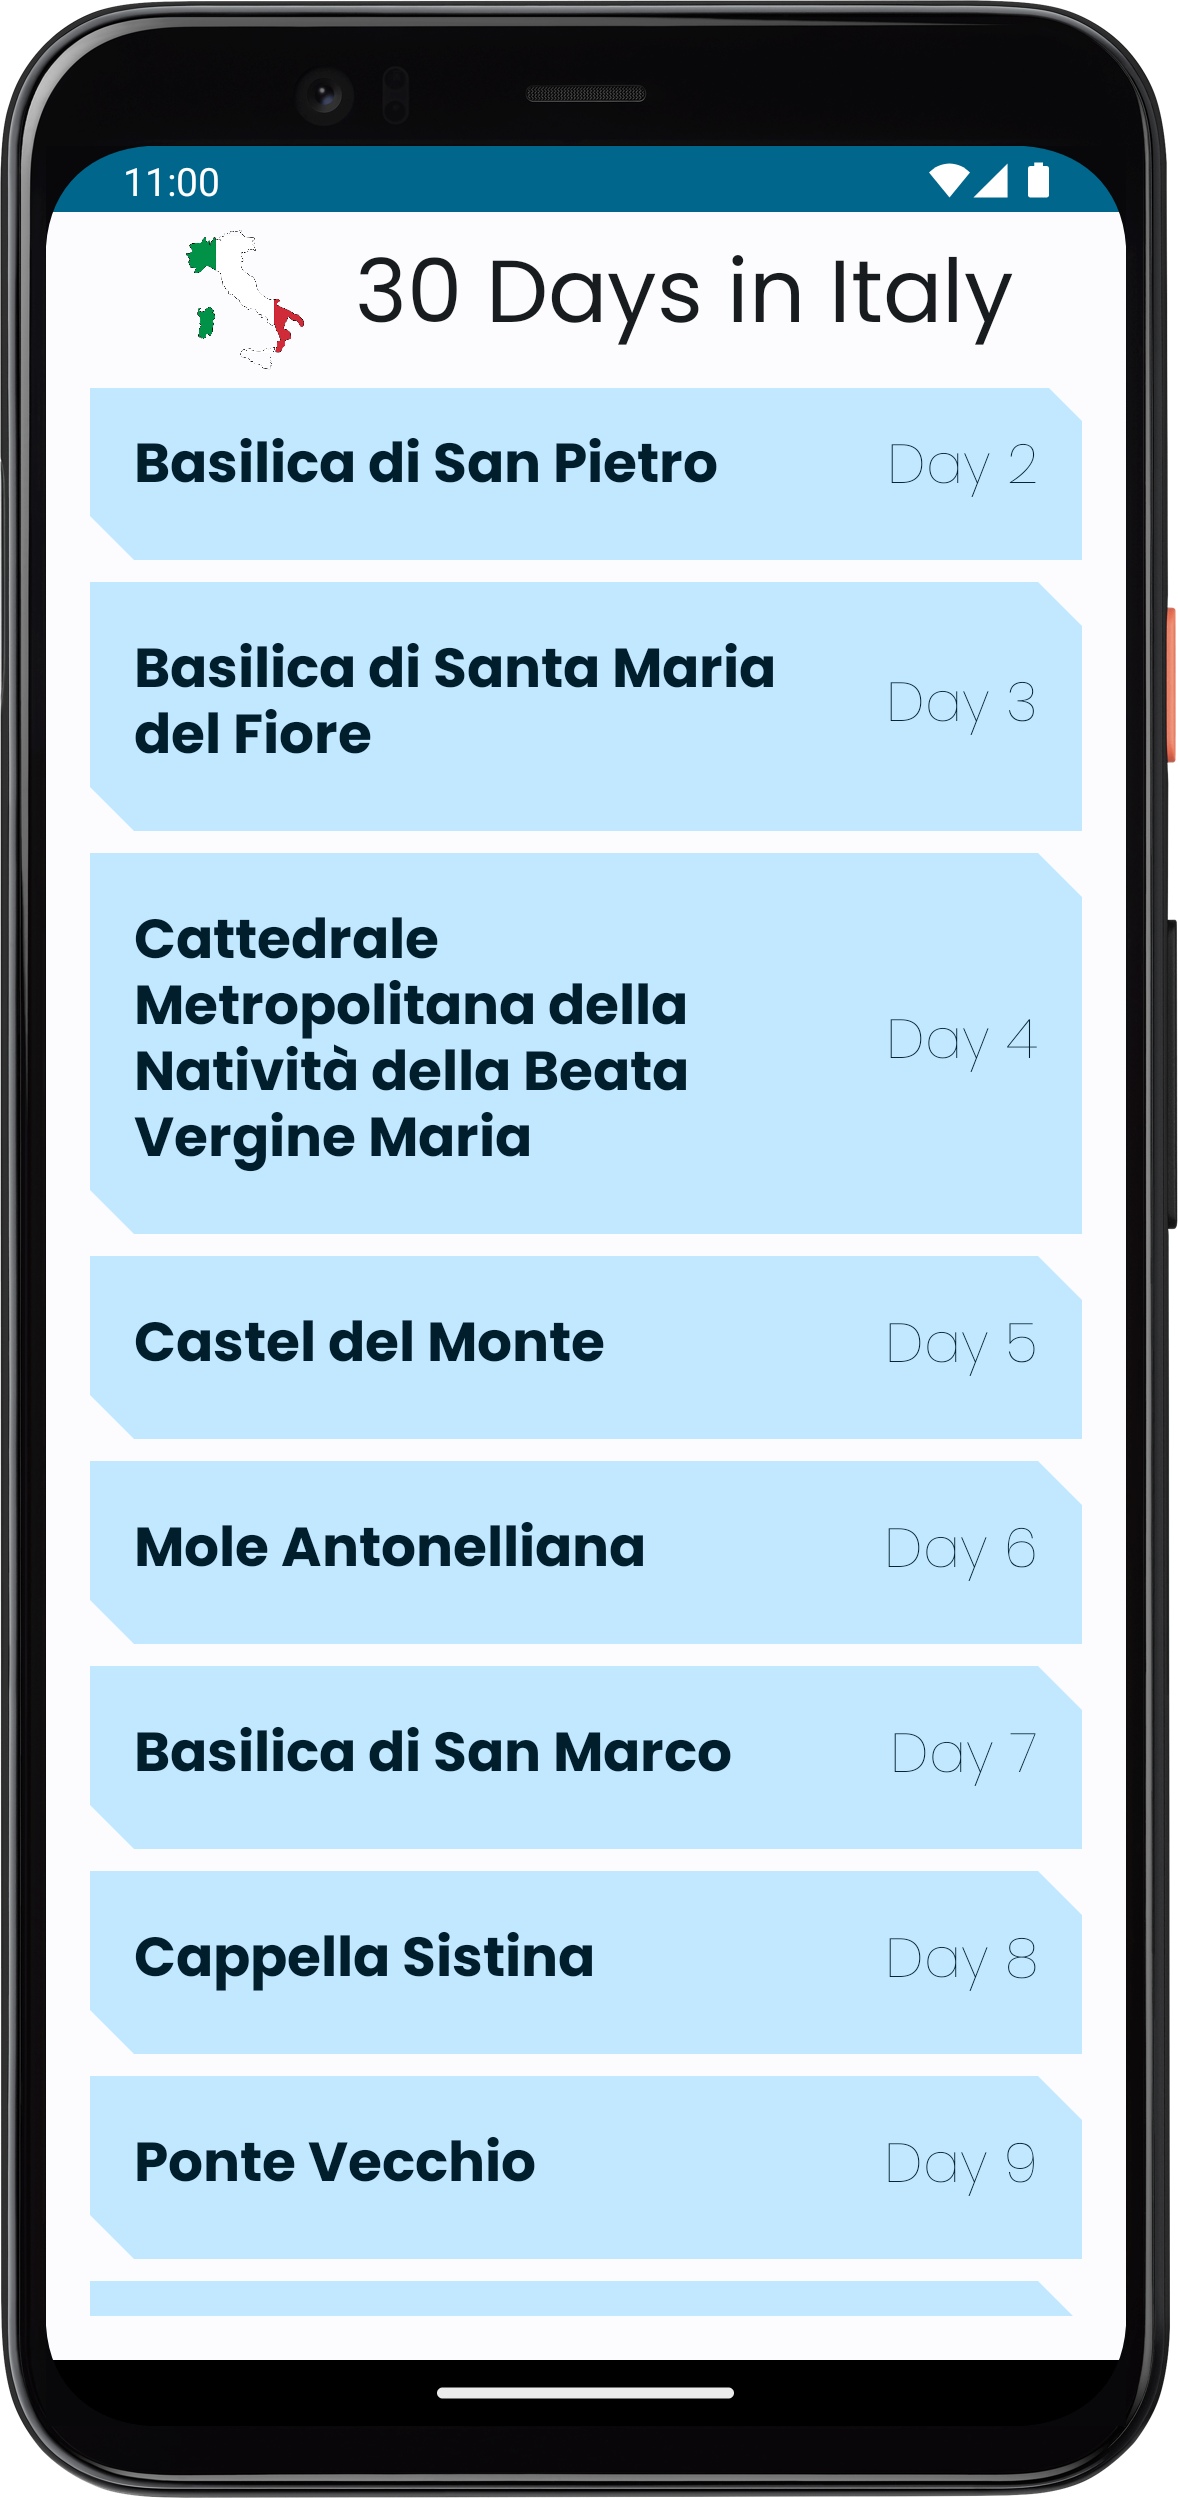 11:00
30 Days in Italy
Basilica di San Pietro
Day 2
Basilica di Santa Maria
del Fiore
Day 3
Cattedrale
Metropolitana della
Natività della Beata
Vergine Maria
Day 4
Castel del Monte
Day 5
Mole Antonelliana
Day 6
Basilica di San Marco
Day 7
Cappella Sistina
Day 8
Ponte Vecchio
Day 9